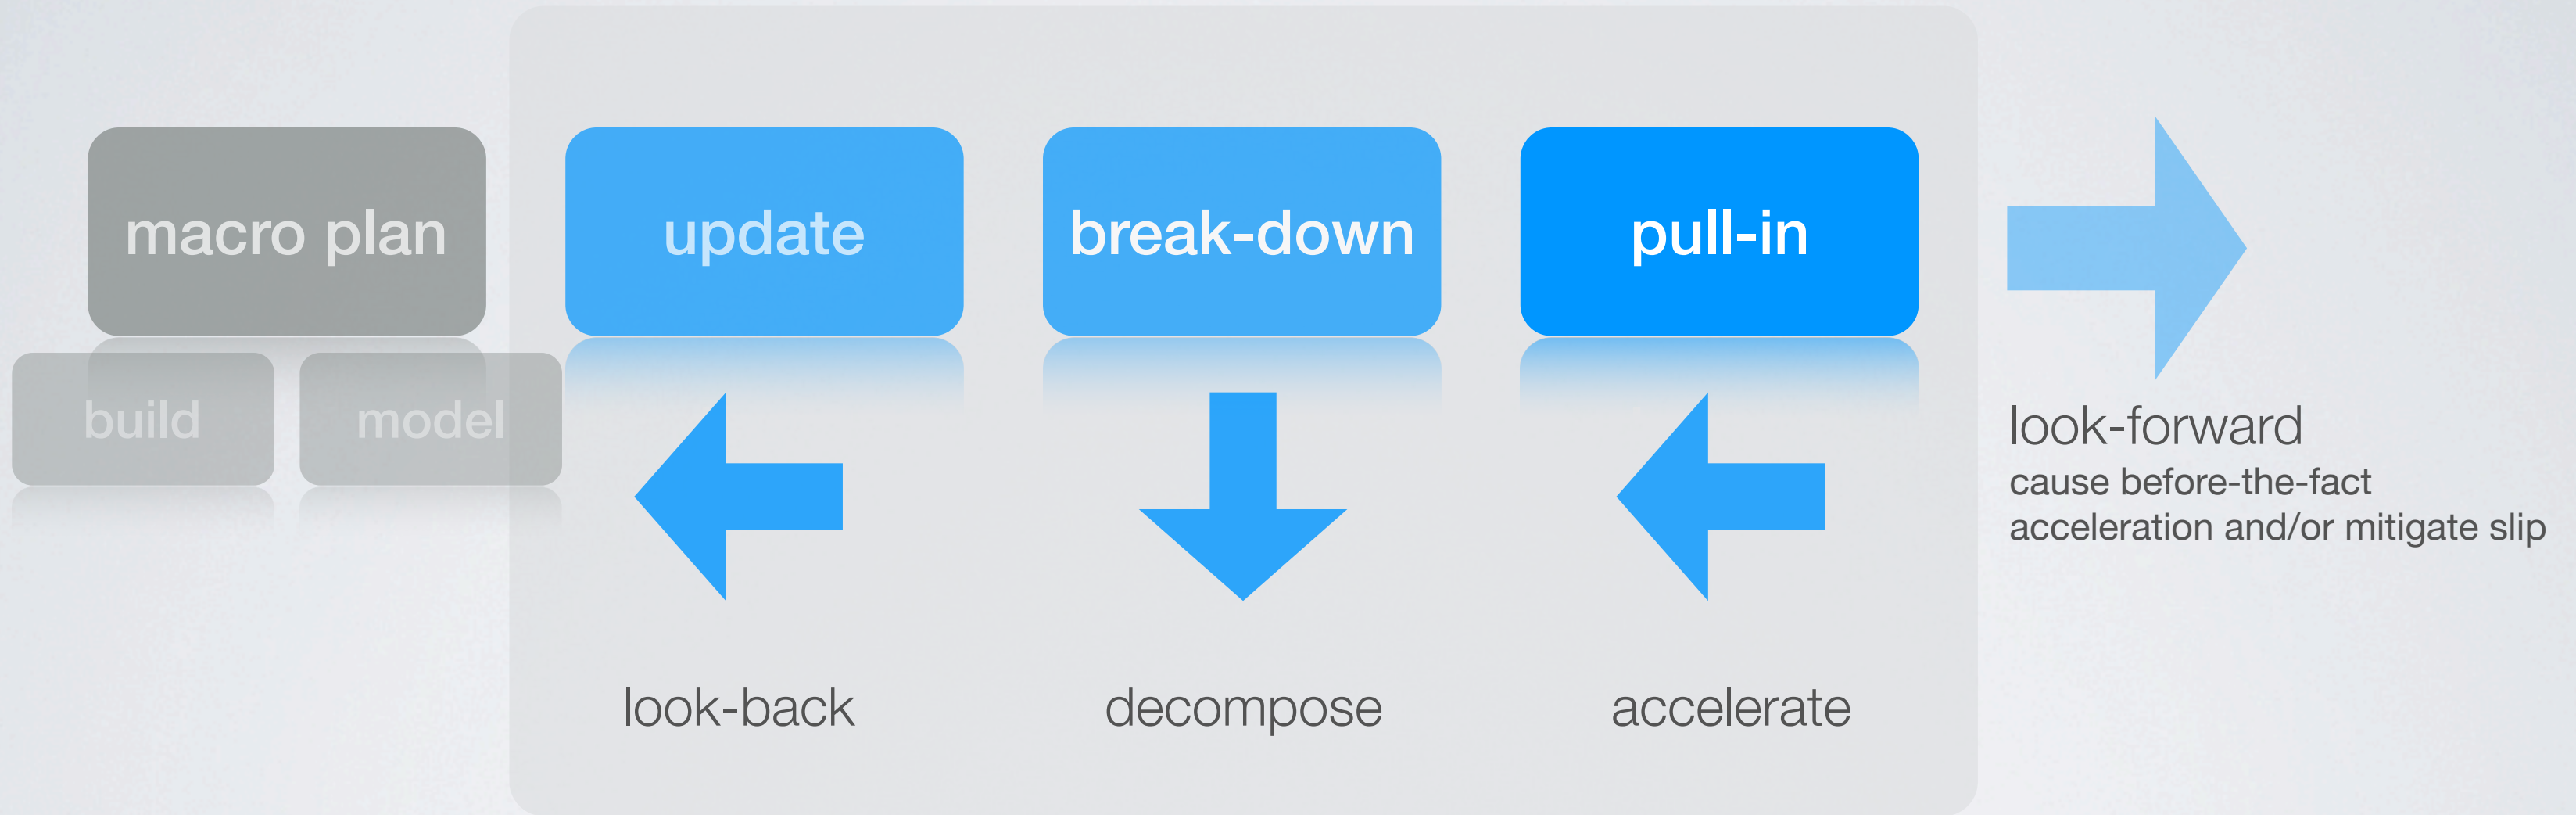 macro plan
update
break-down
pull-in
build
model
look-forward
cause before-the-fact
acceleration and/or mitigate slip
look-back
decompose
accelerate